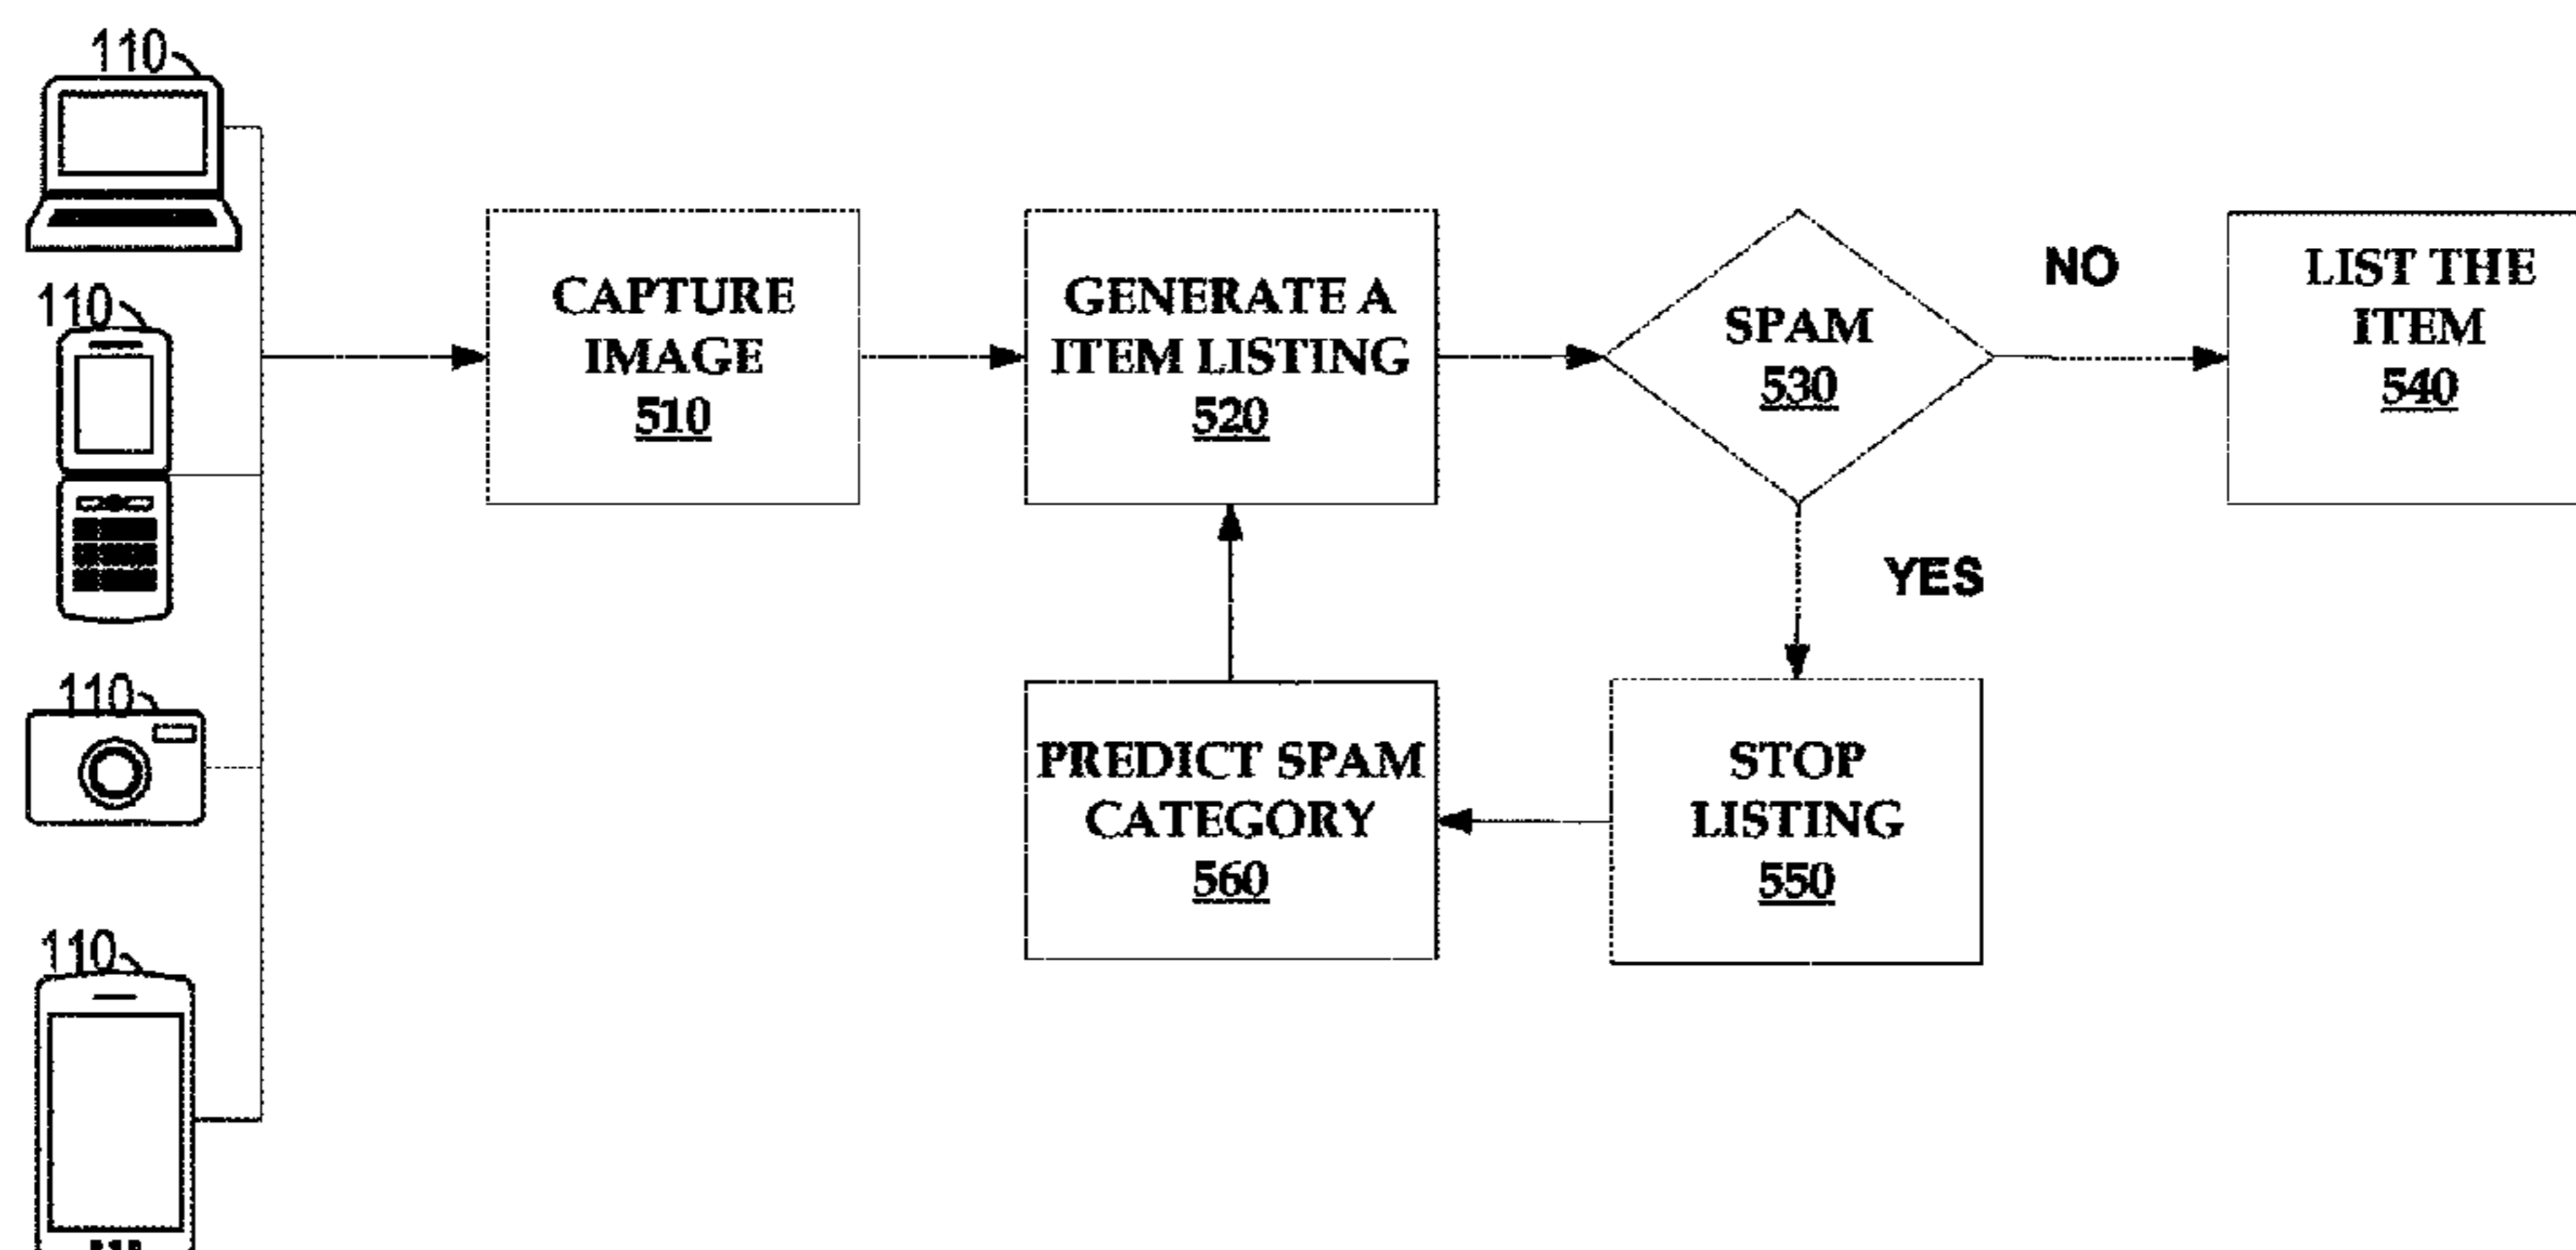 110
110
110
110
CAPTURE
IMAGE
510
GENERATE A
ITEM LISTING
520
SPAM
530
NO
LIST THE
ITEM
540
YES
STOP
LISTING
550
PREDICT SPAM
CATEGORY
560